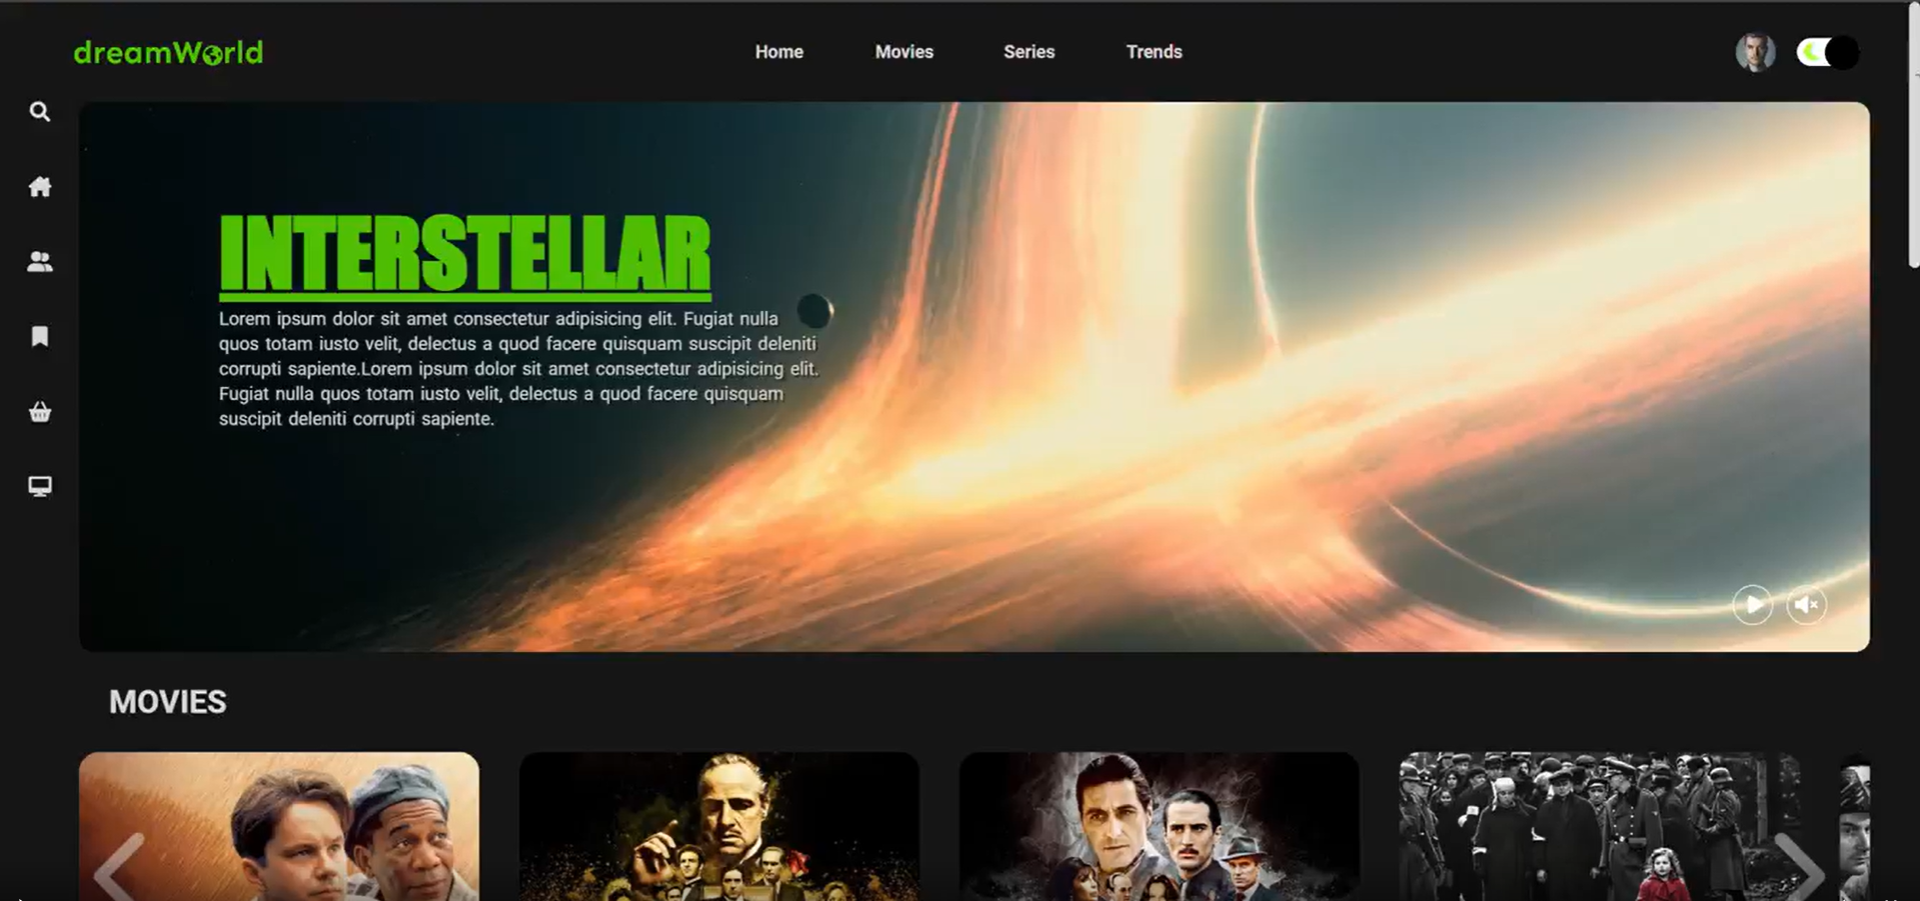 dreamWorld
Home
Movies
Series
Trends
INTERSTELLAR
Lorem ipsum dolor sit amet consectetur adipisicing elit. Fugiat nulla
quos totam iusto velit, delectus a quod facere quisquam suscipit deleniti
corrupti sapiente.Lorem ipsum dolor sit amet consectetur adipisicing elit.
Fugiat nulla quos totam iusto velit, delectus a quod facere quisquam
suscipit deleniti corrupti sapiente.
MOVIES